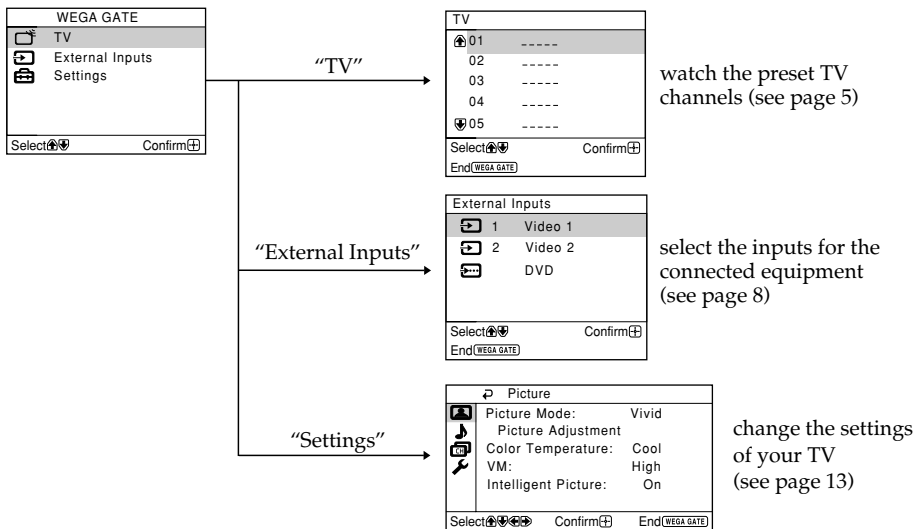 WEGA GATE
TV
External Inputs
Settings
Select Confirm
“TV”
TV
01 -----
02 -----
03 -----
04 -----
05 -----
Select Confirm
End WEGA GATE
watch the preset TV
channels (see page 5)
“External Inputs”
External Inputs
1 Video 1
2 Video 2
DVD
Select Confirm
End WEGA GATE
select the inputs for the
connected equipment
(see page 8)
“Settings”
Picture
Picture Mode: Vivid
Picture Adjustment
CH
Color Temperature: Cool
VM: High
Intelligent Picture: On
Select Confirm End WEGA GATE
change the settings
of your TV
(see page 13)